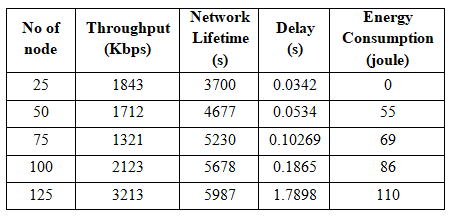 No of node Throughput (Kbps) Network Lifetime (s) Delay (s) Energy Consumption (joule)
25 1843 3700 0.0342 0
50 1712 4677 0.0534 55
75 1321 5230 0.10269 69
100 2123 5678 0.1865 86
125 3213 5987 1.7898 110